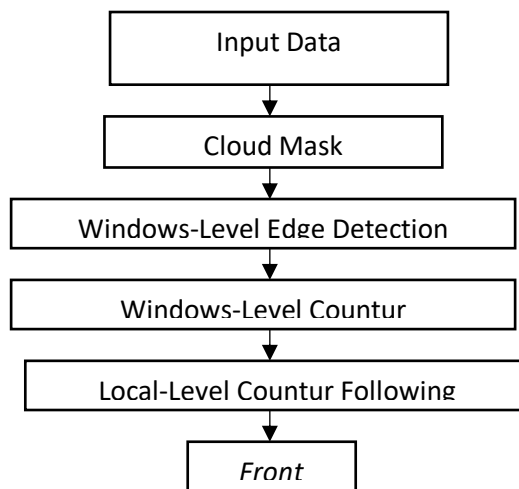 Input Data
Cloud Mask
Windows-Level Edge Detection
Windows-Level Countur
Local-Level Countur Following
Front